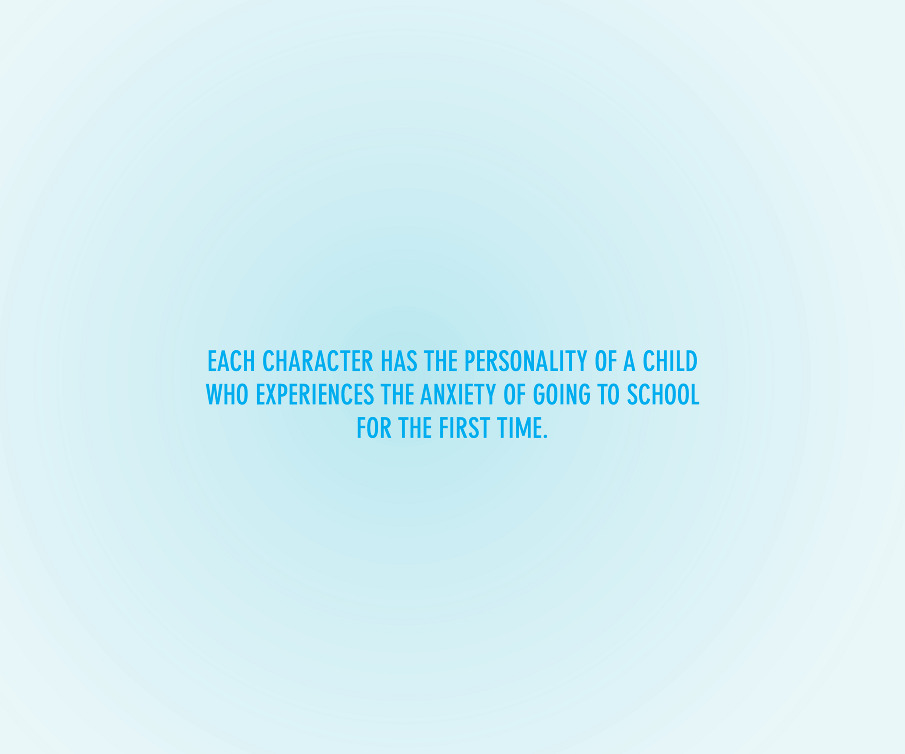 EACH CHARACTER HAS THE PERSONALITY OF A CHILD
WHO EXPERIENCES THE ANXIETY OF GOING TO SCHOOL
FOR THE FIRST TIME.